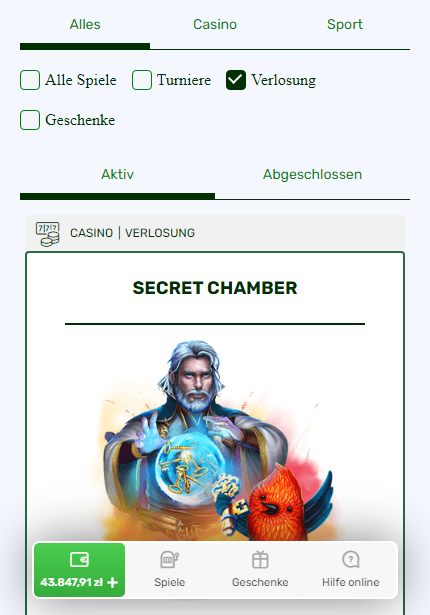 Alles Casino Sport
Alle Spiele Turniere Verlosung
Geschenke
Aktiv Abgeschlossen
CASINO | VERLOSUNG
SECRET CHAMBER
43.847,91 zł + Spiele Geschenke Hilfe online